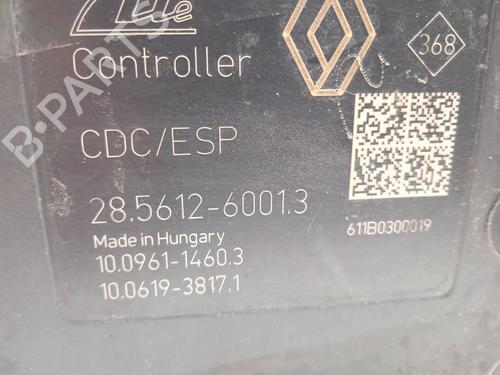 Ate
Controller
368
CDC/ESP
28.5612-6001.3
Made in Hungary
10.0961-1460.3
10.0619-3817.1
611B0300019
B-PARTS